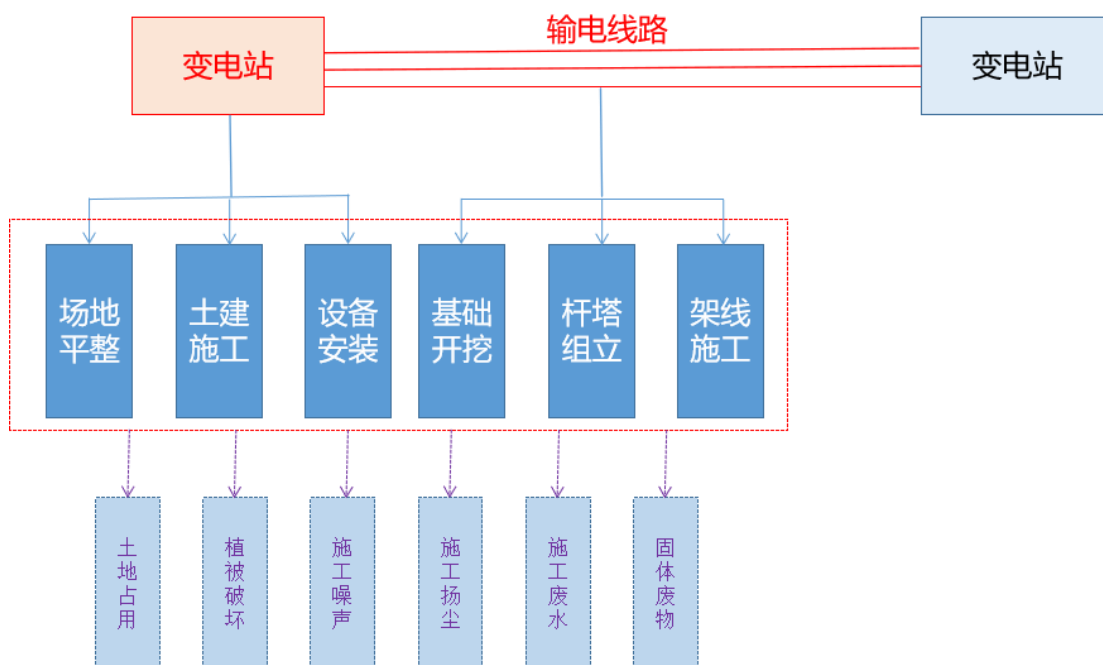 输电线路
变电站
变电站
场地
平整
土建
施工
设备
安装
基础
开挖
杆塔
组立
架线
施工
土地占用
植被破坏
施工噪声
施工扬尘
施工废水
固体废物